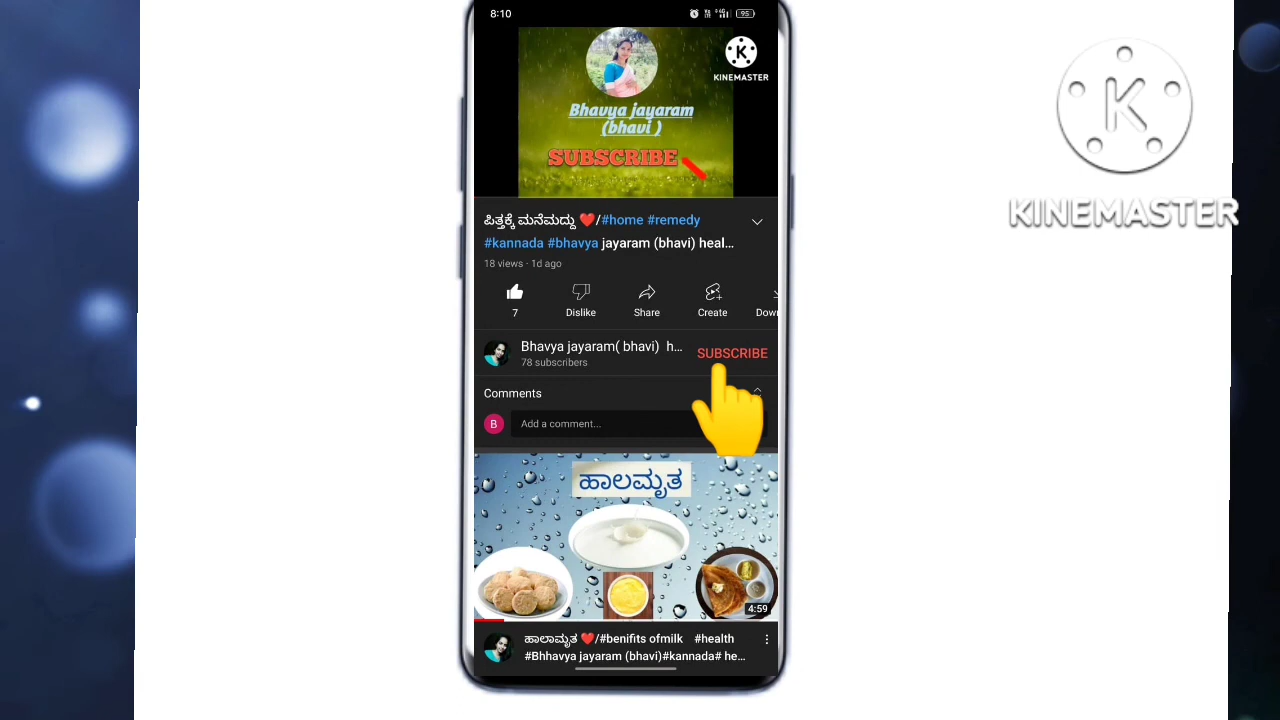 8:10
95
KINEMASTER
Bhavya jayaram
(bhavi )
SUBSCRIBE
ಪಿತ್ತಕ್ಕೆ ಮನೆಮದ್ದು ❤️/#home #remedy
#kannada #bhavya jayaram (bhavi) heal...
18 views · 1d ago
7
Dislike
Share
Create
Dow
Bhavya jayaram( bhavi) h...
SUBSCRIBE
78 subscribers
Comments
B
Add a comment...
ಹಾಲಮೃತ
4:59
ಹಾಲಾಮೃತ ❤️/#benifits ofmilk #health
#Bhhavya jayaram (bhavi)#kannada# he...
KINEMASTER